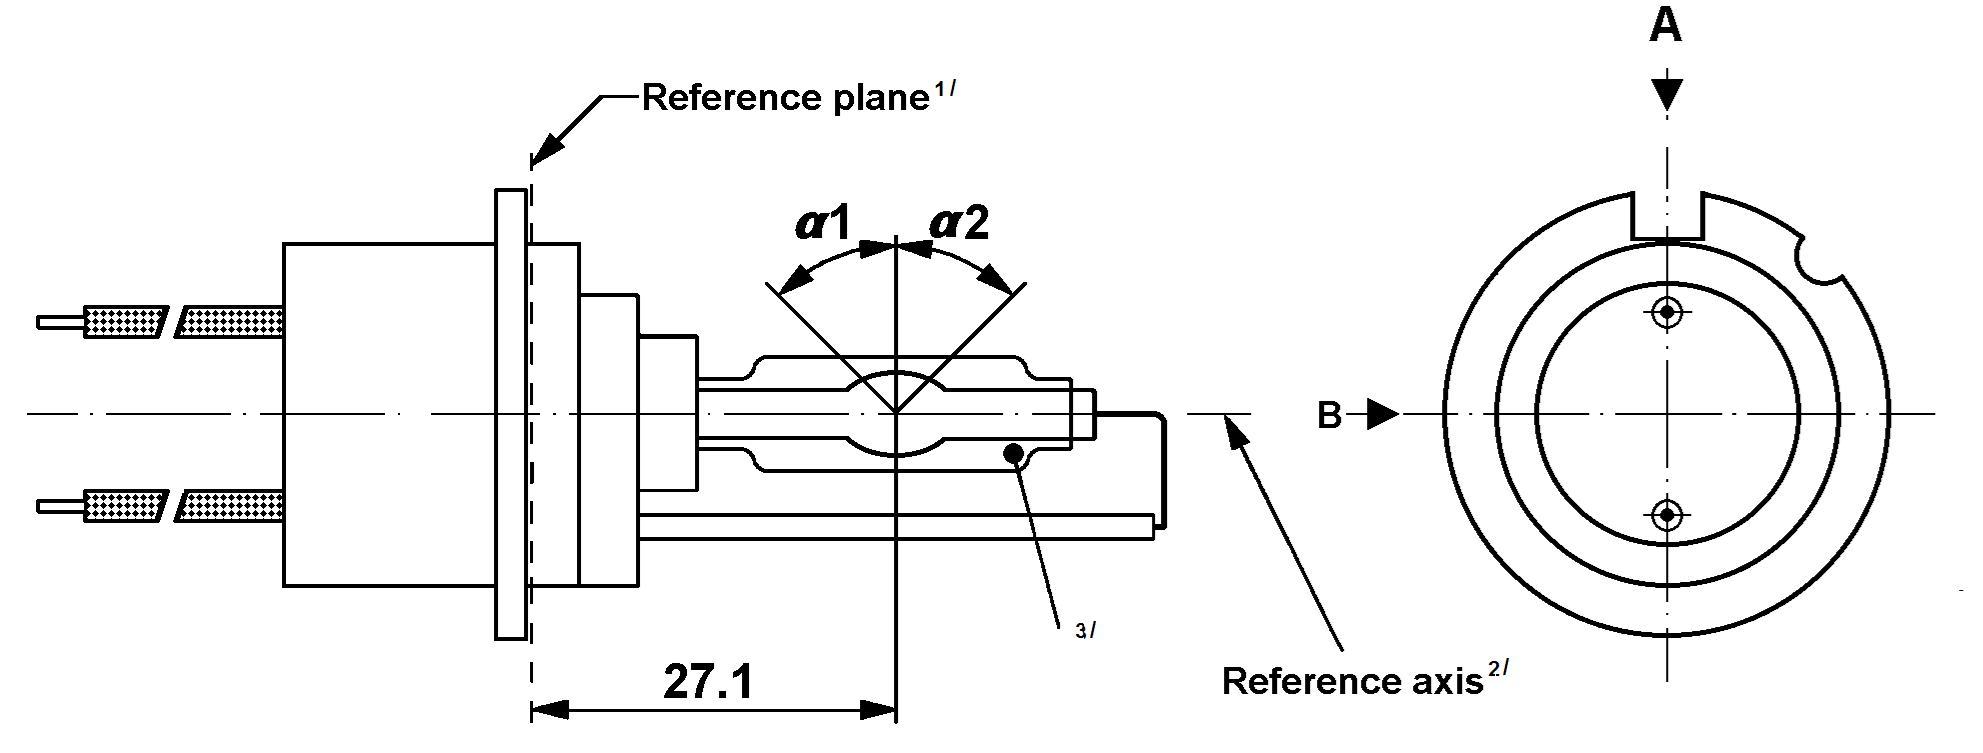 A
Reference plane 1/
α1 α2
B
3/
27.1
Reference axis 2/